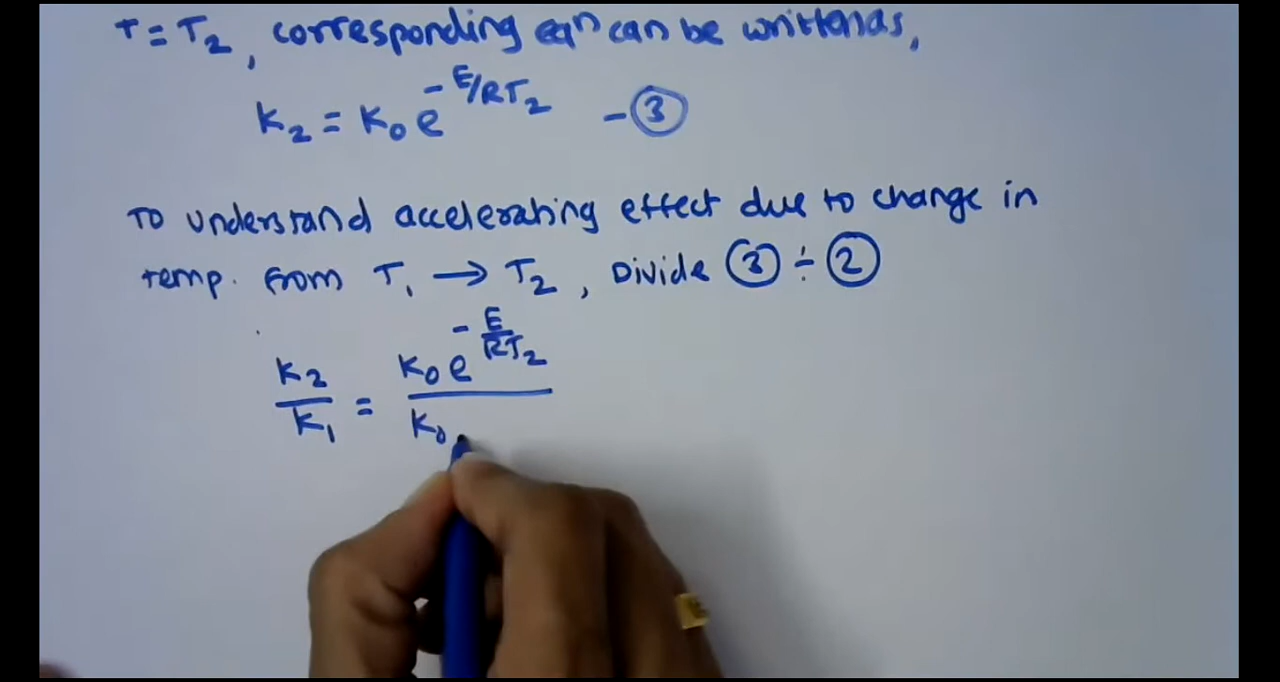 T = T₂, corresponding eqⁿ can be written as,
K₂ = K₀ e^(-E/RT₂) - ③
To understand accelerating effect due to change in
temp. from T₁ → T₂, Divide ③ ÷ ②
K₂/K₁ = K₀ e^(-E/RT₂) / K₀